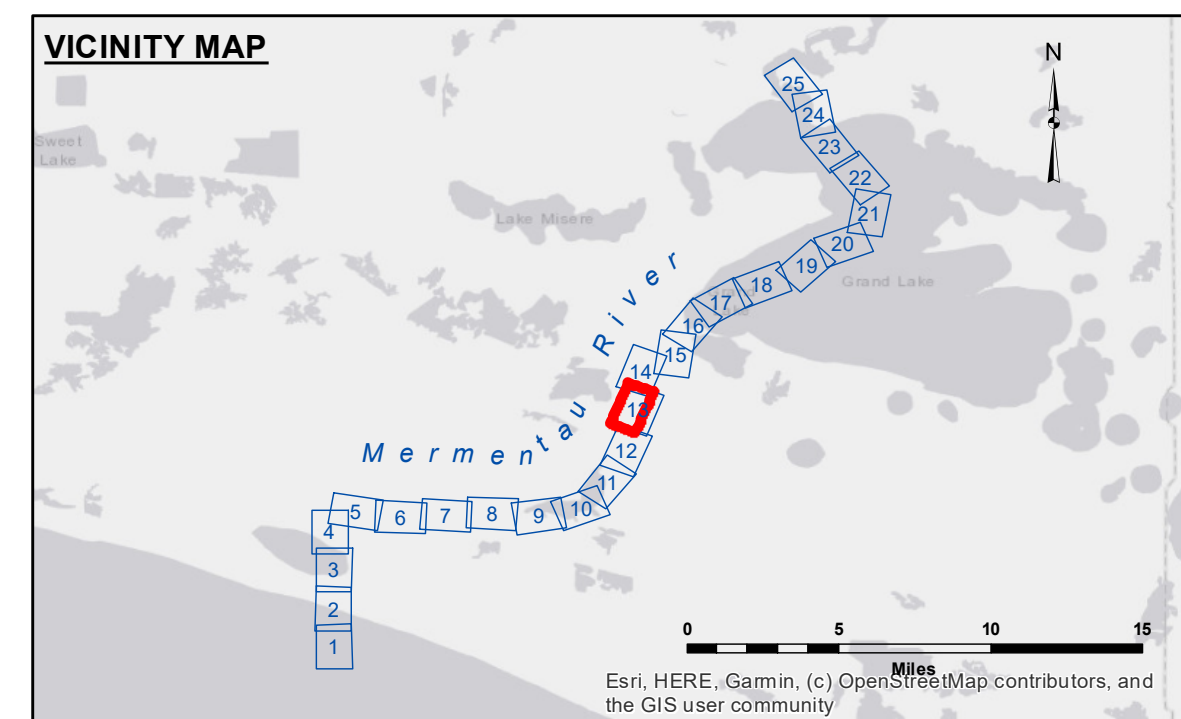 VICINITY MAP
N
25
24
23
22
21
20
19
18
17
16
15
14
13
12
11
10
9
8
7
6
5
4
3
2
1
Sweet
Lake
Lake Misere
Grand Lake
Mermentau River
0 5 10 15
Miles
Esri, HERE, Garmin, (c) OpenStreetMap contributors, and
the GIS user community